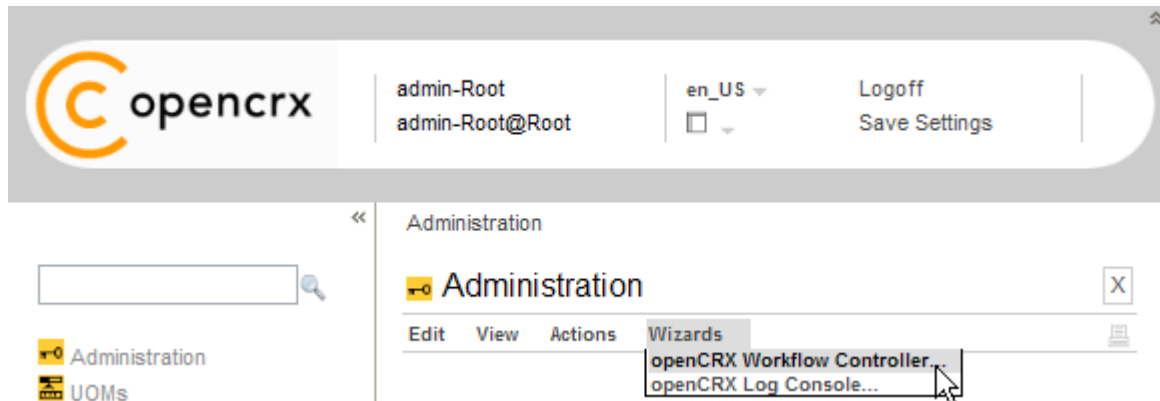 opencrx
admin-Root en_US Logoff
admin-Root@Root Save Settings
Administration
Administration X
Edit View Actions Wizards
Administration openCRX Workflow Controller...
UOMs openCRX Log Console...